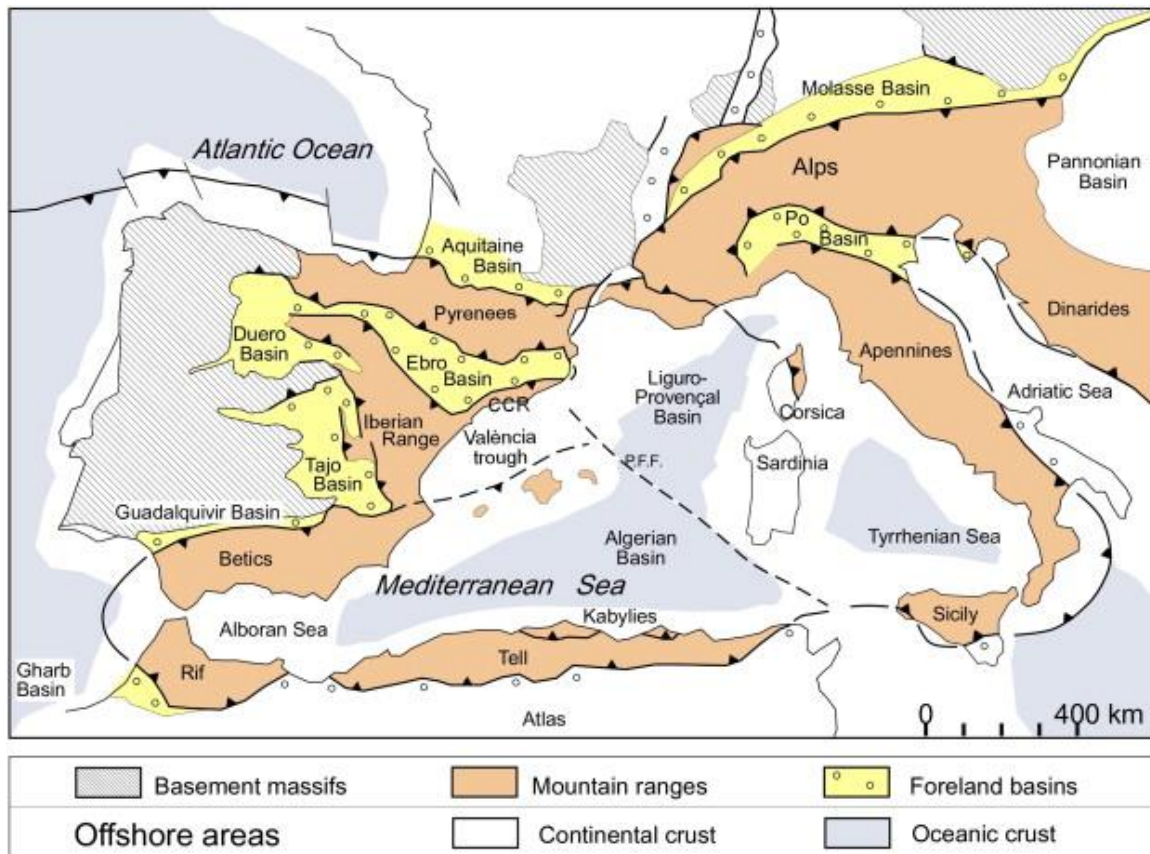 Molasse Basin
Atlantic Ocean
Alps
Pannonian
Basin
Po
Basin
Aquitaine
Basin
Pyrenees
Dinarides
Duero
Basin
Ebro
Basin
Apennines
Liguro-
Provençal
Basin
Adriatic Sea
CCR
Corsica
Iberian
Range
València
trough
P.F.F.
Sardinia
Tajo
Basin
Guadalquivir Basin
Algerian
Basin
Tyrrhenian Sea
Betics
Mediterranean Sea
Kabylies
Sicily
Alboran Sea
Gharb
Basin
Rif
Tell
Atlas
0 400 km
Basement massifs
Mountain ranges
Foreland basins
Offshore areas
Continental crust
Oceanic crust